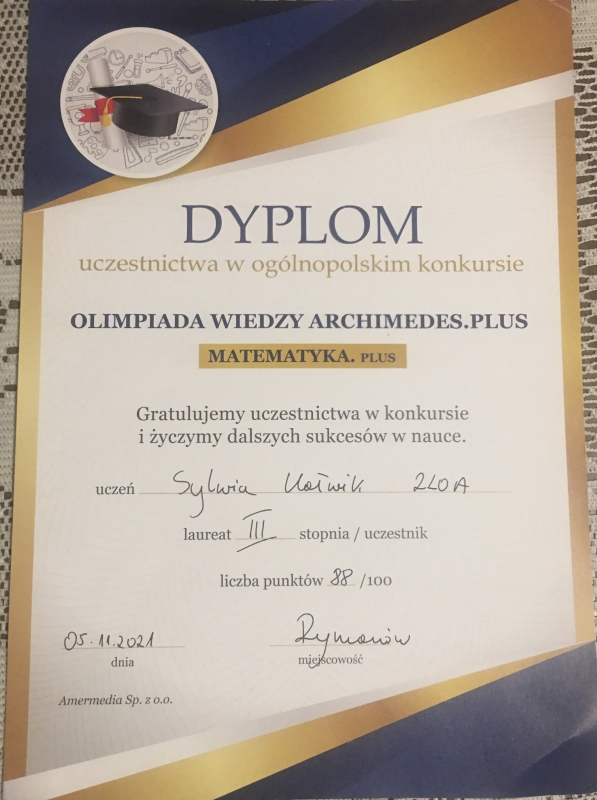 DYPLOM
uczestnictwa w ogólnopolskim konkursie
OLIMPIADA WIEDZY ARCHIMEDES.PLUS
MATEMATYKA. PLUS
Gratulujemy uczestnictwa w konkursie
i życzymy dalszych sukcesów w nauce.
uczeń Sylwia 2LOA
laureat III stopnia / uczestnik
liczba punktów 88 /100
05.11.2021 Rymanów
dnia miejscowość
Amermedia Sp. z o.o.